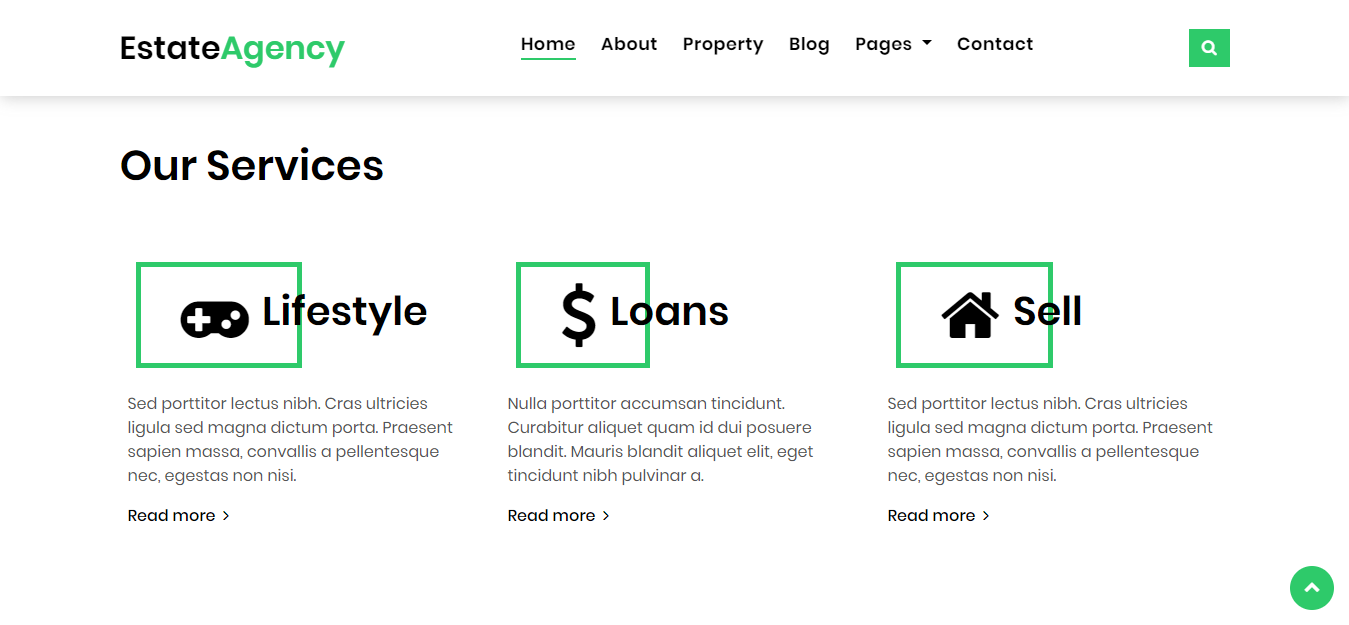 EstateAgency
Home About Property Blog Pages Contact
Our Services
Lifestyle
Sed porttitor lectus nibh. Cras ultricies
ligula sed magna dictum porta. Praesent
sapien massa, convallis a pellentesque
nec, egestas non nisi.
Read more
Loans
Nulla porttitor accumsan tincidunt.
Curabitur aliquet quam id dui posuere
blandit. Mauris blandit aliquet elit, eget
tincidunt nibh pulvinar a.
Read more
Sell
Sed porttitor lectus nibh. Cras ultricies
ligula sed magna dictum porta. Praesent
sapien massa, convallis a pellentesque
nec, egestas non nisi.
Read more